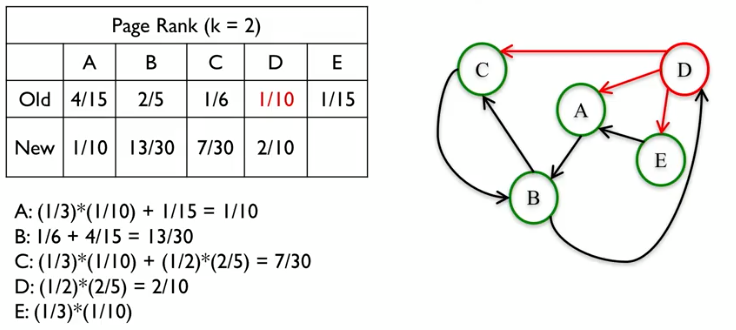 Page Rank (k = 2)
A B C D E
Old 4/15 2/5 1/6 1/10 1/15
New 1/10 13/30 7/30 2/10
A: (1/3)*(1/10) + 1/15 = 1/10
B: 1/6 + 4/15 = 13/30
C: (1/3)*(1/10) + (1/2)*(2/5) = 7/30
D: (1/2)*(2/5) = 2/10
E: (1/3)*(1/10)
C
D
A
E
B